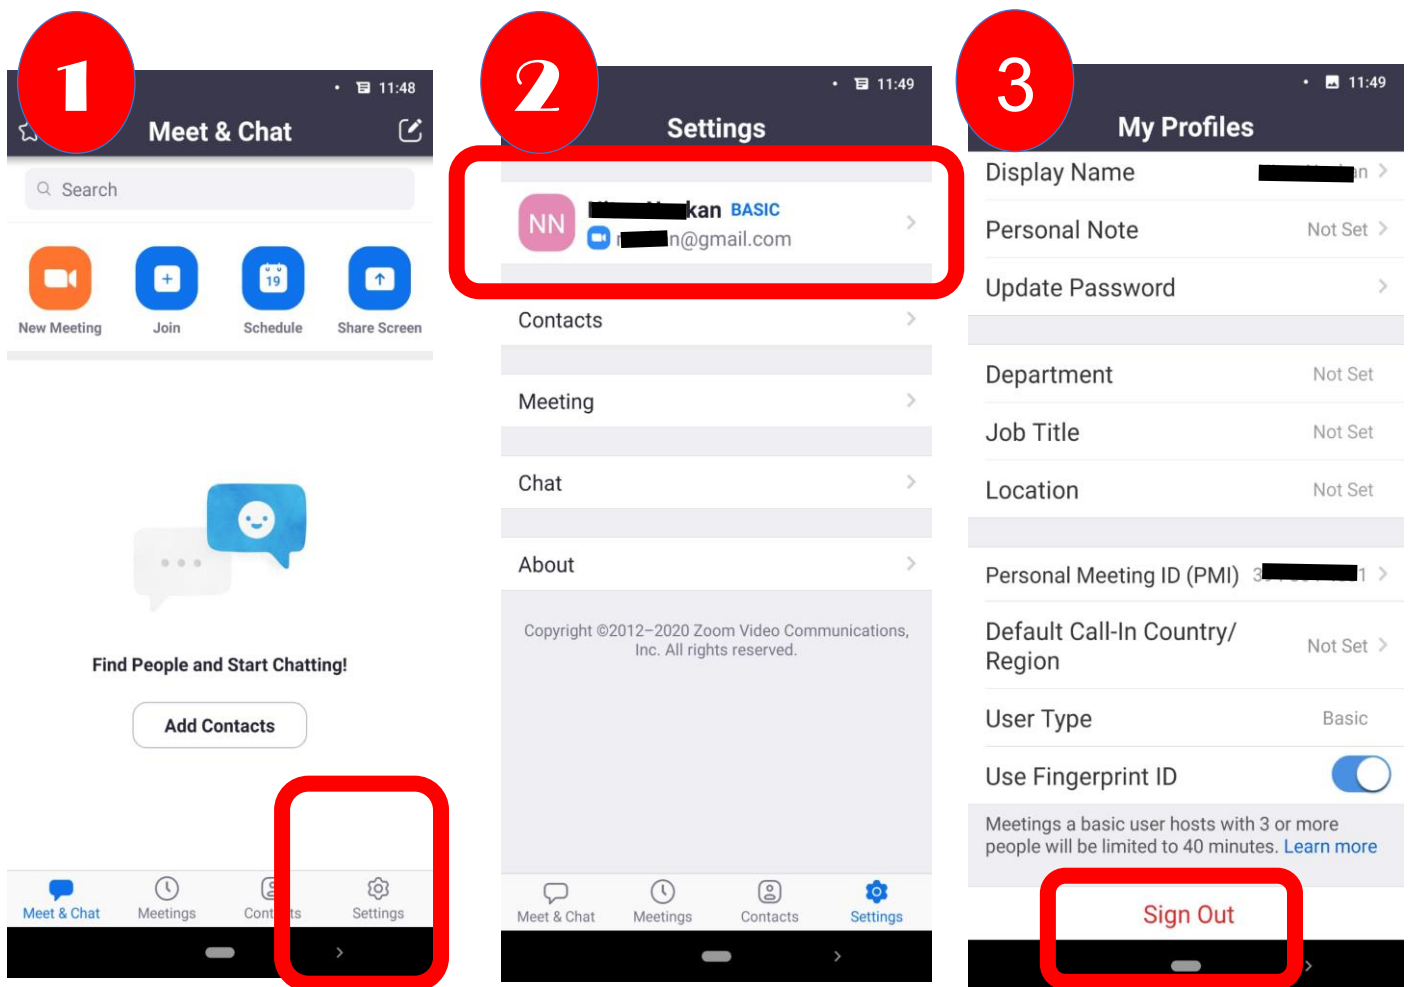 1
11:48
Meet & Chat
Search
19
New Meeting
Join
Schedule
Share Screen
Find People and Start Chatting!
Add Contacts
Meet & Chat
Meetings
Contacts
Settings
2
11:49
Settings
NN
kan BASIC
n@gmail.com
Contacts
Meeting
Chat
About
Copyright ©2012–2020 Zoom Video Communications,
Inc. All rights reserved.
Meet & Chat
Meetings
Contacts
Settings
3
11:49
My Profiles
Display Name an
Personal Note Not Set
Update Password
Department Not Set
Job Title Not Set
Location Not Set
Personal Meeting ID (PMI) 3 1
Default Call-In Country/
Region Not Set
User Type Basic
Use Fingerprint ID
Meetings a basic user hosts with 3 or more
people will be limited to 40 minutes. Learn more
Sign Out